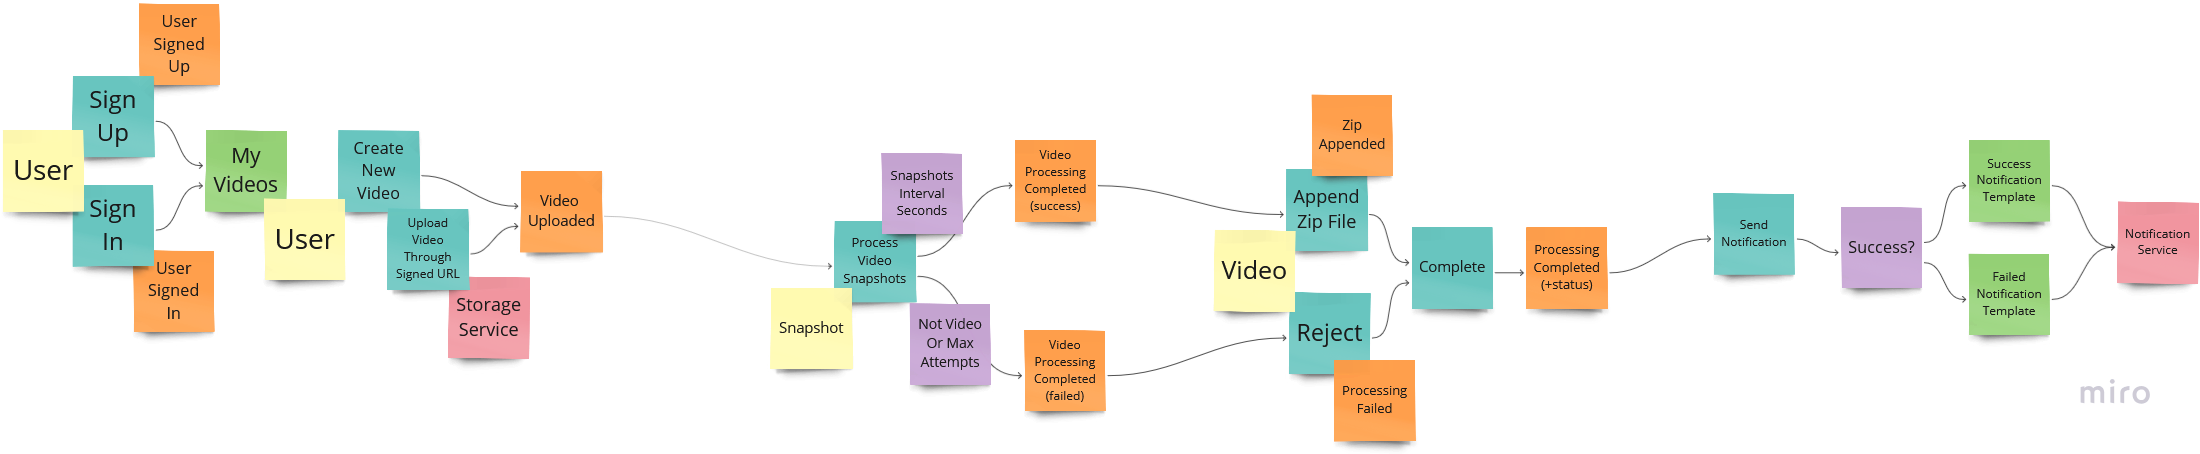 User
Signed
Up
Sign
Up
User
Sign
In
User
Signed
In
My
Videos
User
Create
New
Video
Upload
Video
Through
Signed URL
Storage
Service
Video
Uploaded
Snapshot
Process
Video
Snapshots
Snapshots
Interval
Seconds
Not Video
Or Max
Attempts
Video
Processing
Completed
(success)
Video
Processing
Completed
(failed)
Zip
Appended
Append
Zip File
Video
Reject
Processing
Failed
Complete
Processing
Completed
(+status)
Send
Notification
Success?
Success
Notification
Template
Failed
Notification
Template
Notification
Service
miro